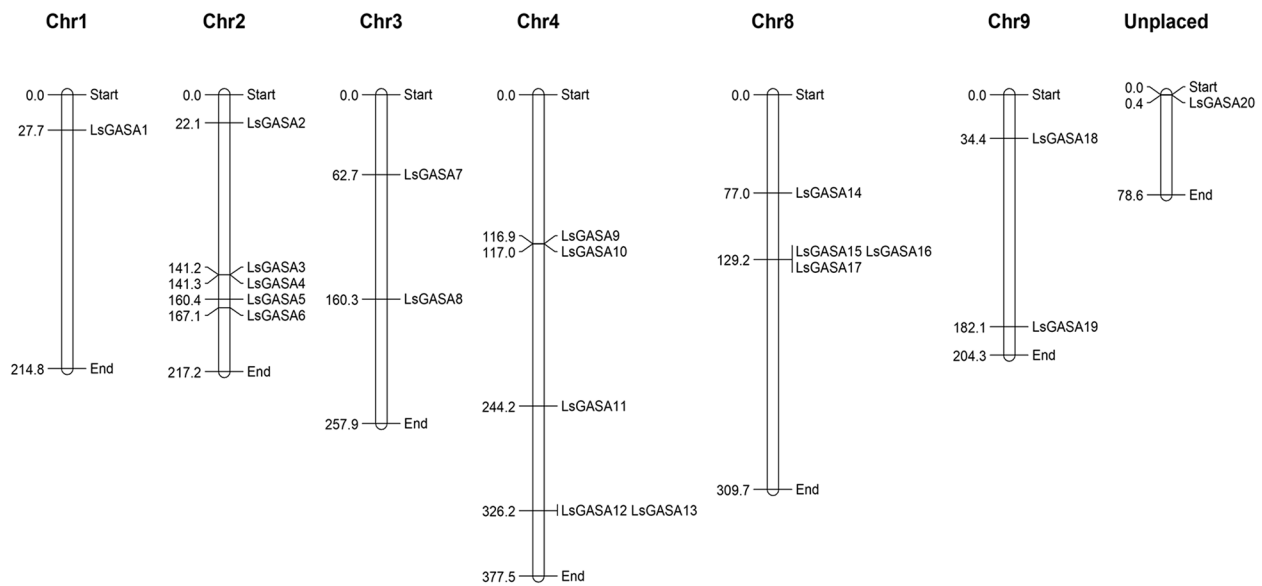 Chr1
0.0 Start
27.7 LsGASA1
214.8 End
Chr2
0.0 Start
22.1 LsGASA2
141.2 LsGASA3
141.3 LsGASA4
160.4 LsGASA5
167.1 LsGASA6
217.2 End
Chr3
0.0 Start
62.7 LsGASA7
160.3 LsGASA8
257.9 End
Chr4
0.0 Start
116.9 LsGASA9
117.0 LsGASA10
244.2 LsGASA11
326.2 LsGASA12 LsGASA13
377.5 End
Chr8
0.0 Start
77.0 LsGASA14
129.2 LsGASA15 LsGASA16
LsGASA17
309.7 End
Chr9
0.0 Start
34.4 LsGASA18
182.1 LsGASA19
204.3 End
Unplaced
0.0 Start
0.4 LsGASA20
78.6 End